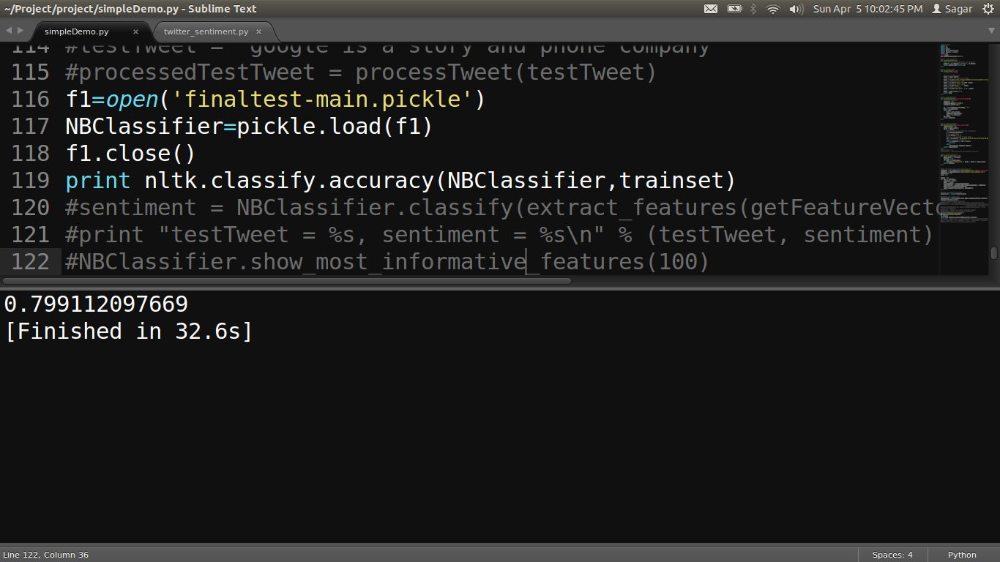 ~/Project/project/simpleDemo.py - Sublime Text
Sun Apr 5 10:02:45 PM Sagar
simpleDemo.py × twitter_sentiment.py ×
114 #testTweet = "google is a story and phone company
115 #processedTestTweet = processTweet(testTweet)
116 f1=open('finaltest-main.pickle')
117 NBClassifier=pickle.load(f1)
118 f1.close()
119 print nltk.classify.accuracy(NBClassifier,trainset)
120 #sentiment = NBClassifier.classify(extract_features(getFeatureVecto
121 #print "testTweet = %s, sentiment = %s\n" % (testTweet, sentiment)
122 #NBClassifier.show_most_informative_features(100)
0.799112097669
[Finished in 32.6s]
Line 122, Column 36
Spaces: 4
Python